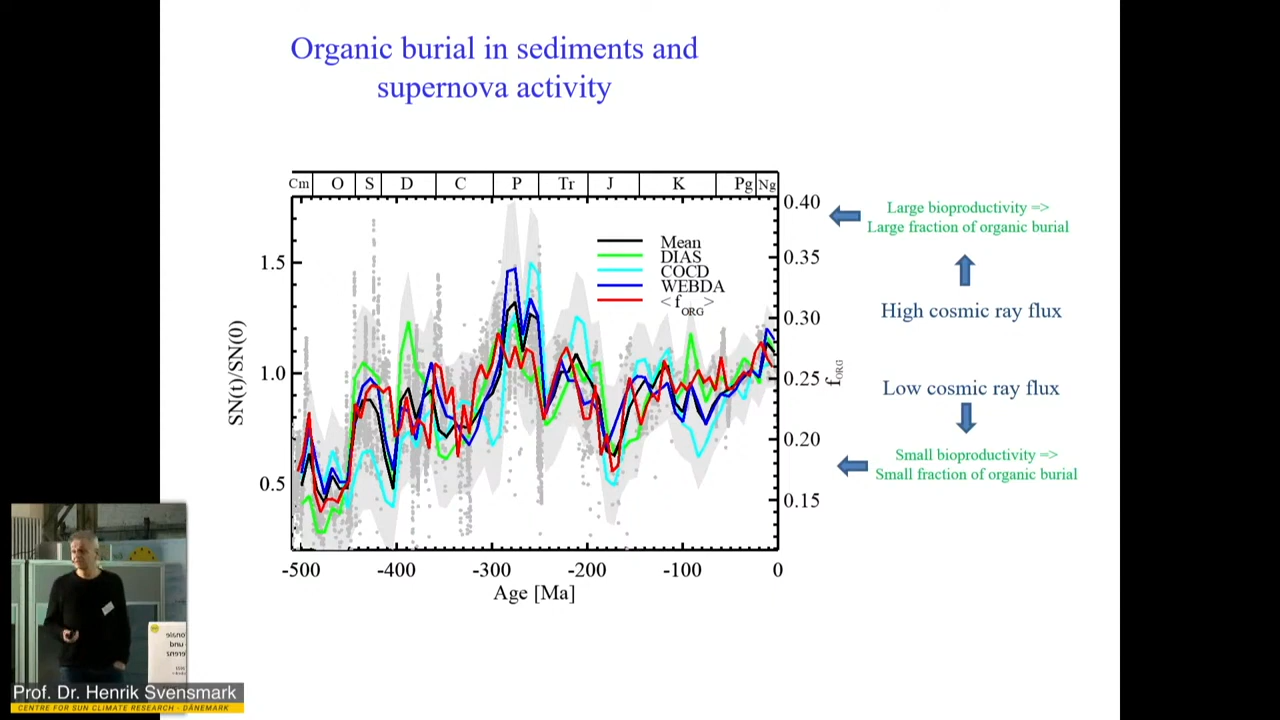 Organic burial in sediments and
supernova activity
Cm O S D C P Tr J K Pg Ng
SN(t)/SN(0)
1.5
1.0
0.5
Mean
DIAS
COCD
WEBDA
<f_ORG>
0.40
0.35
0.30
0.25
0.20
0.15
f_ORG
-500 -400 -300 -200 -100 0
Age [Ma]
Large bioproductivity =>
Large fraction of organic burial
High cosmic ray flux
Low cosmic ray flux
Small bioproductivity =>
Small fraction of organic burial
Prof. Dr. Henrik Svensmark
CENTRE FOR SUN CLIMATE RESEARCH - DÄNEMARK